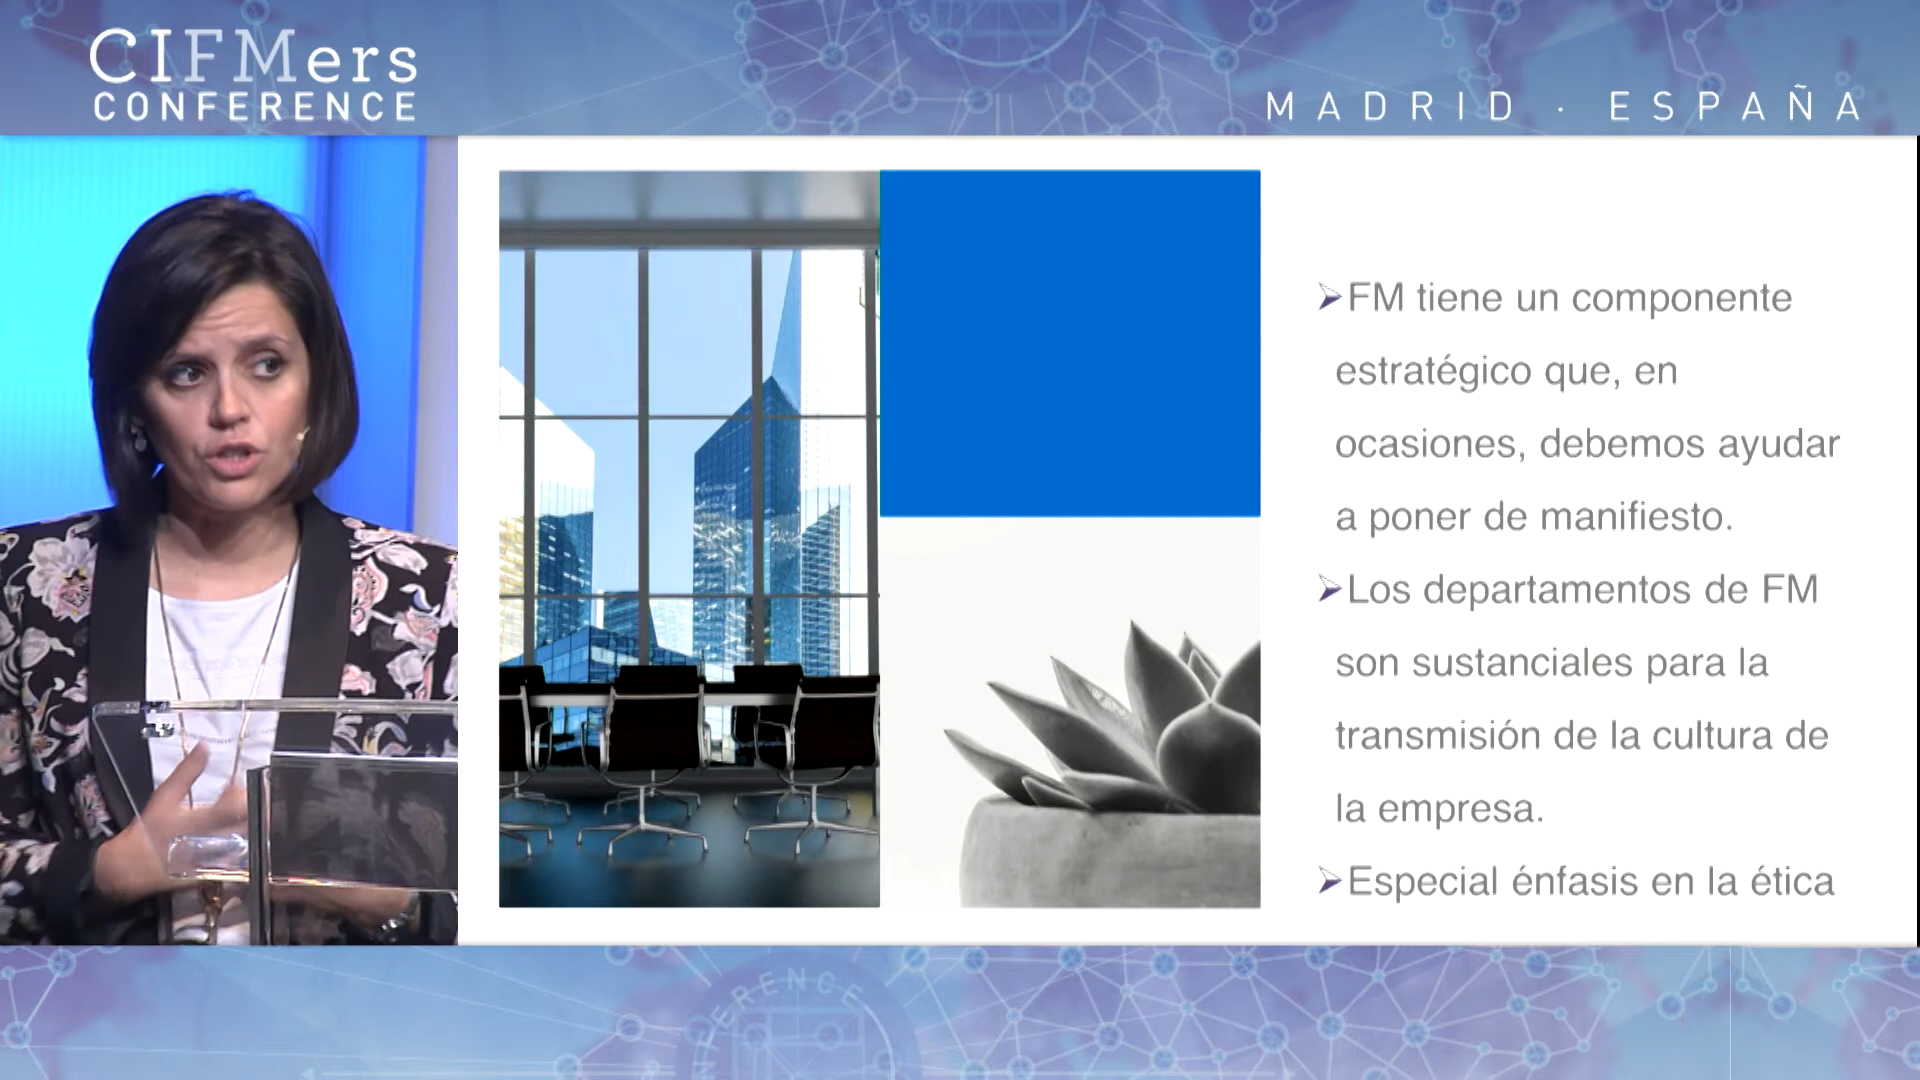 CIFMers
CONFERENCE
MADRID · ESPAÑA
➢FM tiene un componente
estratégico que, en
ocasiones, debemos ayudar
a poner de manifiesto.
➢Los departamentos de FM
son sustanciales para la
transmisión de la cultura de
la empresa.
➢Especial énfasis en la ética